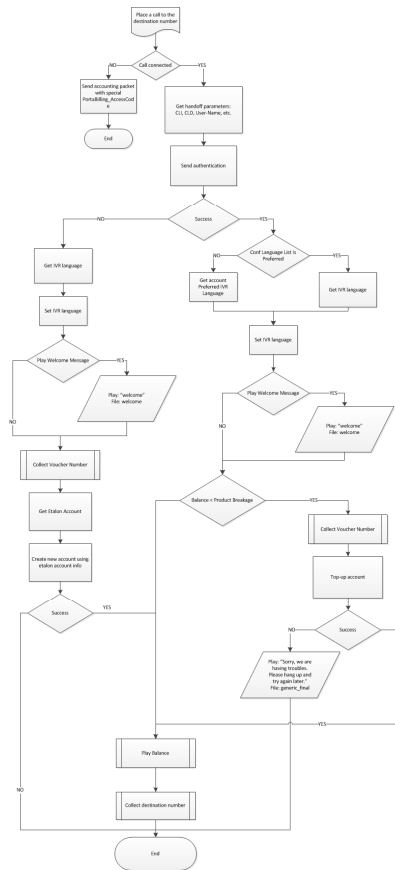 Place a call to the
destination number
Call connected
NO
YES
Send accounting packet
with special
PortaBilling_AccessCod
e
End
Get handoff parameters:
CLI, CLD, User-Name, etc.
Send authentication
Success
NO
YES
Get IVR language
Set IVR language
Play Welcome Message
YES
NO
Play: "welcome"
File: welcome
Collect Voucher Number
Get Etalon Account
Create new account using
etalon account info
Success
YES
NO
Conf Language List is
Preferred
NO
YES
Get account
Preferred IVR
Language
Get IVR language
Set IVR language
Play Welcome Message
YES
NO
Play: "welcome"
File: welcome
Balance < Product Breakage
YES
Collect Voucher Number
Top-up account
Success
NO
Play: "Sorry, we are
having troubles.
Please hang up and
try again later."
File: generic_final
YES
Play Balance
Collect destination number
End